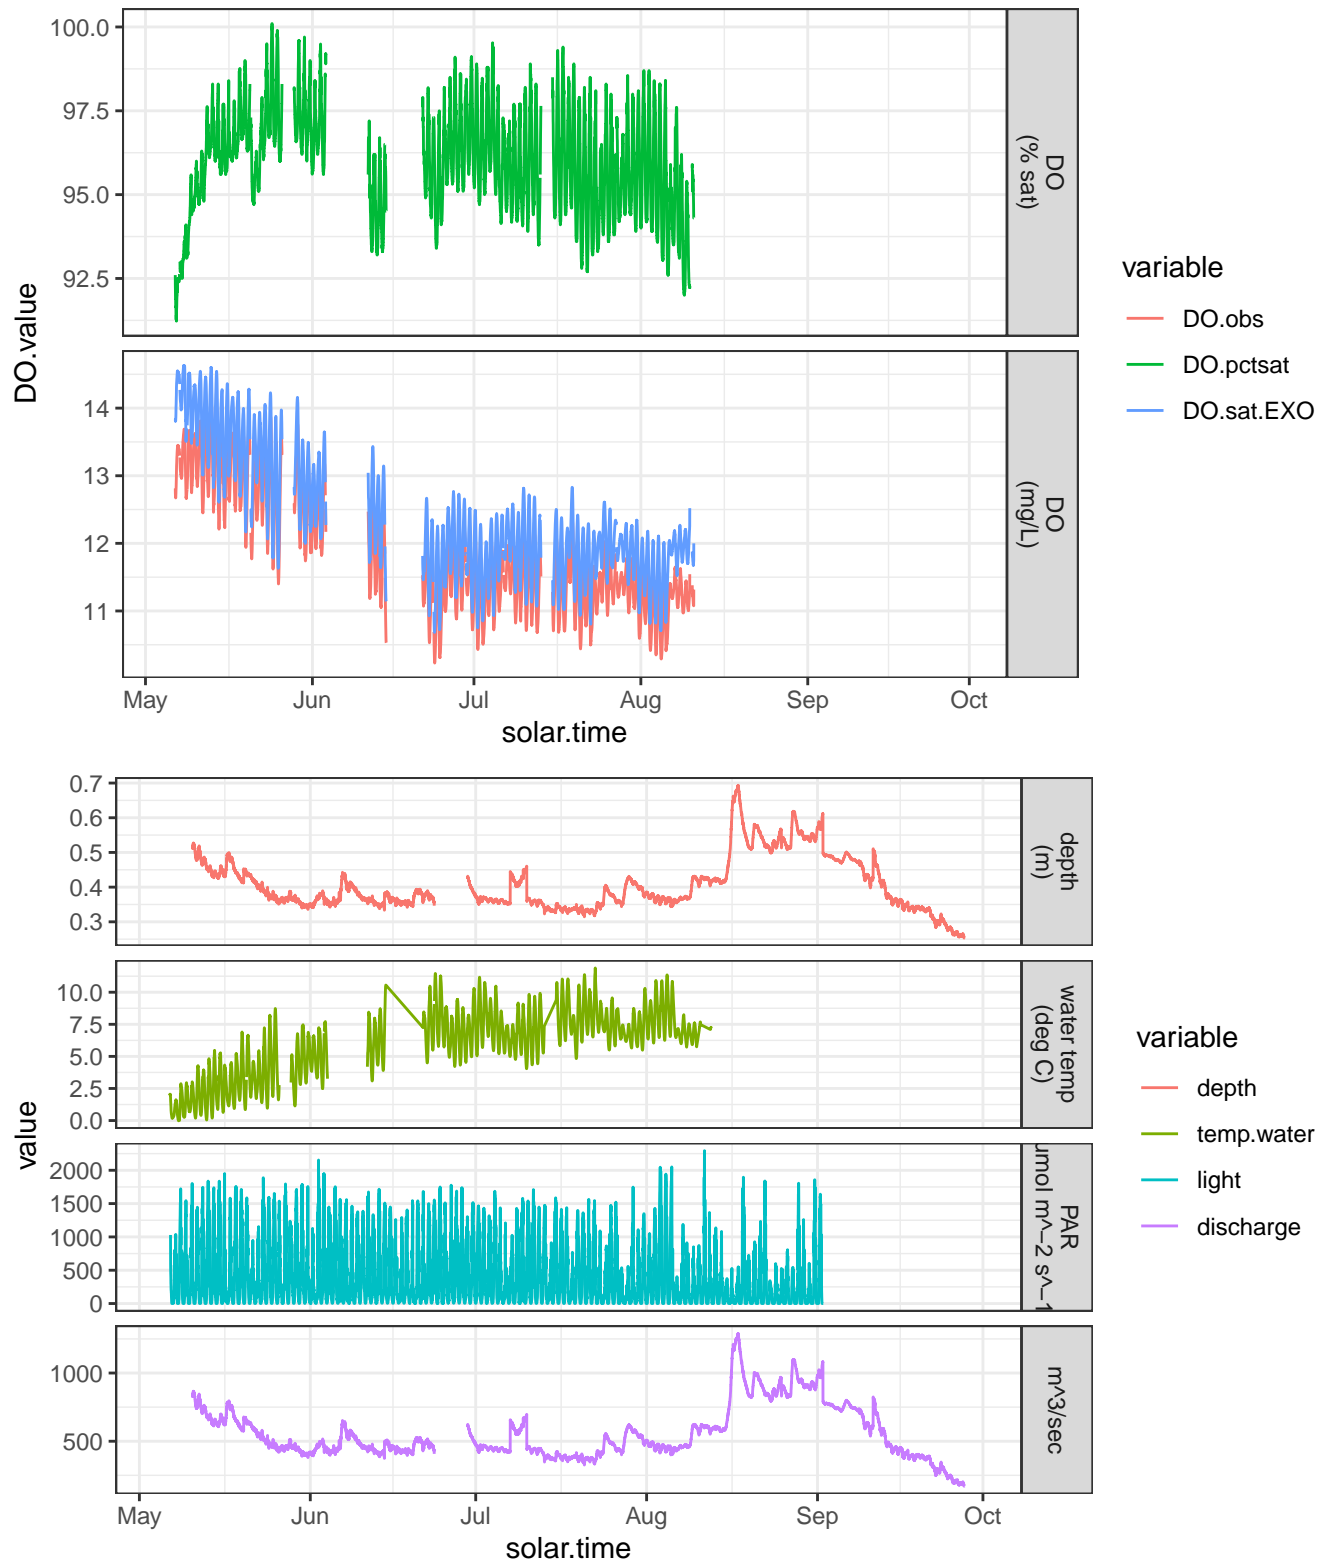 100.0
97.5
95.0
92.5
DO
(% sat)
14
13
12
11
DO
(mg/L)
DO.value
May Jun Jul Aug Sep Oct
solar.time
variable
DO.obs
DO.pctsat
DO.sat.EXO
0.7
0.6
0.5
0.4
0.3
depth
(m)
10.0
7.5
5.0
2.5
0.0
water temp
(deg C)
2000
1500
1000
500
0
PAR
umol m^-2 s^-1
1000
500
m^3/sec
value
May Jun Jul Aug Sep Oct
solar.time
variable
depth
temp.water
light
discharge